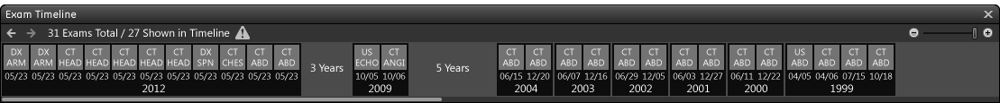 Exam Timeline
31 Exams Total / 27 Shown in Timeline
DX DX CT CT CT CT CT DX CT CT CT US CT CT CT CT CT CT CT CT CT CT CT US CT CT CT
ARM ARM HEAD HEAD HEAD HEAD HEAD SPN CHES ABD ABD 3 Years ECHO ANGI 5 Years ABD ABD ABD ABD ABD ABD ABD ABD ABD ABD ABD ABD ABD ABD
05/23 05/23 05/23 05/23 05/23 05/23 05/23 05/23 05/23 05/23 05/23 10/05 10/06 06/15 12/20 06/07 12/16 06/29 12/05 06/03 12/27 06/11 12/22 04/05 04/06 07/15 10/18
2012 2009 2004 2003 2002 2001 2000 1999